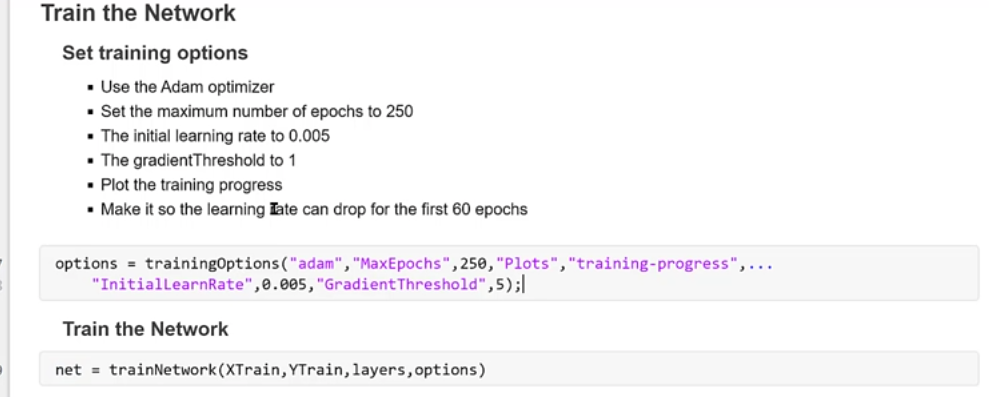 Train the Network
Set training options
▪ Use the Adam optimizer
▪ Set the maximum number of epochs to 250
▪ The initial learning rate to 0.005
▪ The gradientThreshold to 1
▪ Plot the training progress
▪ Make it so the learning rate can drop for the first 60 epochs
options = trainingOptions("adam","MaxEpochs",250,"Plots","training-progress",...
"InitialLearnRate",0.005,"GradientThreshold",5);
Train the Network
net = trainNetwork(XTrain,YTrain,layers,options)